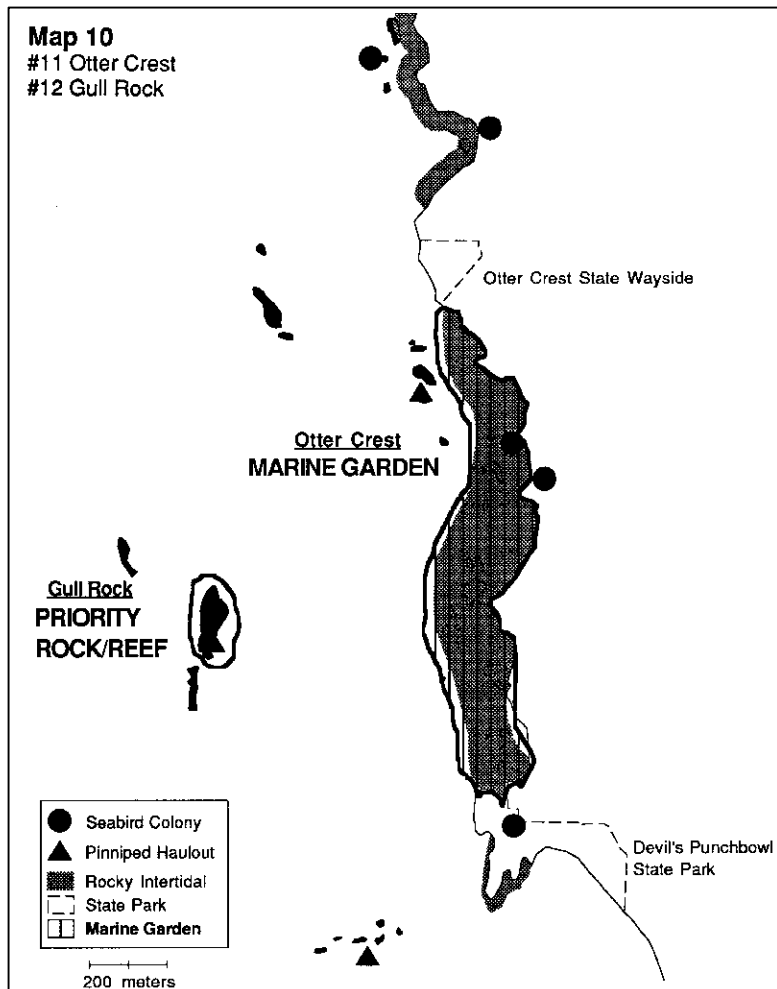 Map 10
#11 Otter Crest
#12 Gull Rock
Otter Crest State Wayside
Otter Crest
MARINE GARDEN
Gull Rock
PRIORITY
ROCK/REEF
Devil's Punchbowl
State Park
Seabird Colony
Pinniped Haulout
Rocky Intertidal
State Park
Marine Garden
200 meters